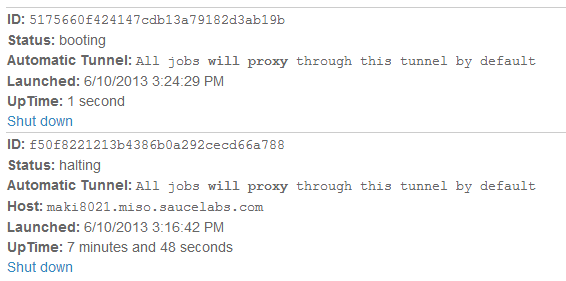 ID: 5175660f424147cdb13a79182d3ab19b
Status: booting
Automatic Tunnel: All jobs will proxy through this tunnel by default
Launched: 6/10/2013 3:24:29 PM
UpTime: 1 second
Shut down
ID: f50f8221213b4386b0a292cecd66a788
Status: halting
Automatic Tunnel: All jobs will proxy through this tunnel by default
Host: maki8021.miso.saucelabs.com
Launched: 6/10/2013 3:16:42 PM
UpTime: 7 minutes and 48 seconds
Shut down